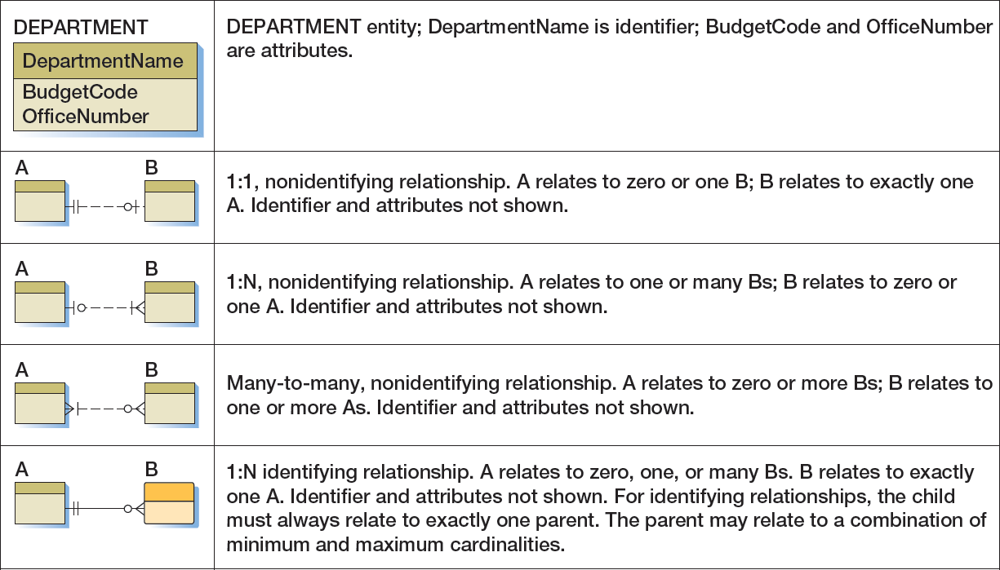 DEPARTMENT
DepartmentName
BudgetCode
OfficeNumber
DEPARTMENT entity; DepartmentName is identifier; BudgetCode and OfficeNumber
are attributes.
A B
1:1, nonidentifying relationship. A relates to zero or one B; B relates to exactly one
A. Identifier and attributes not shown.
A B
1:N, nonidentifying relationship. A relates to one or many Bs; B relates to zero or
one A. Identifier and attributes not shown.
A B
Many-to-many, nonidentifying relationship. A relates to zero or more Bs; B relates to
one or more As. Identifier and attributes not shown.
A B
1:N identifying relationship. A relates to zero, one, or many Bs. B relates to exactly
one A. Identifier and attributes not shown. For identifying relationships, the child
must always relate to exactly one parent. The parent may relate to a combination of
minimum and maximum cardinalities.